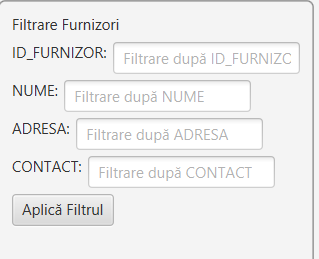 Filtrare Furnizori
ID_FURNIZOR: Filtrare după ID_FURNIZC
NUME: Filtrare după NUME
ADRESA: Filtrare după ADRESA
CONTACT: Filtrare după CONTACT
Aplică Filtrul